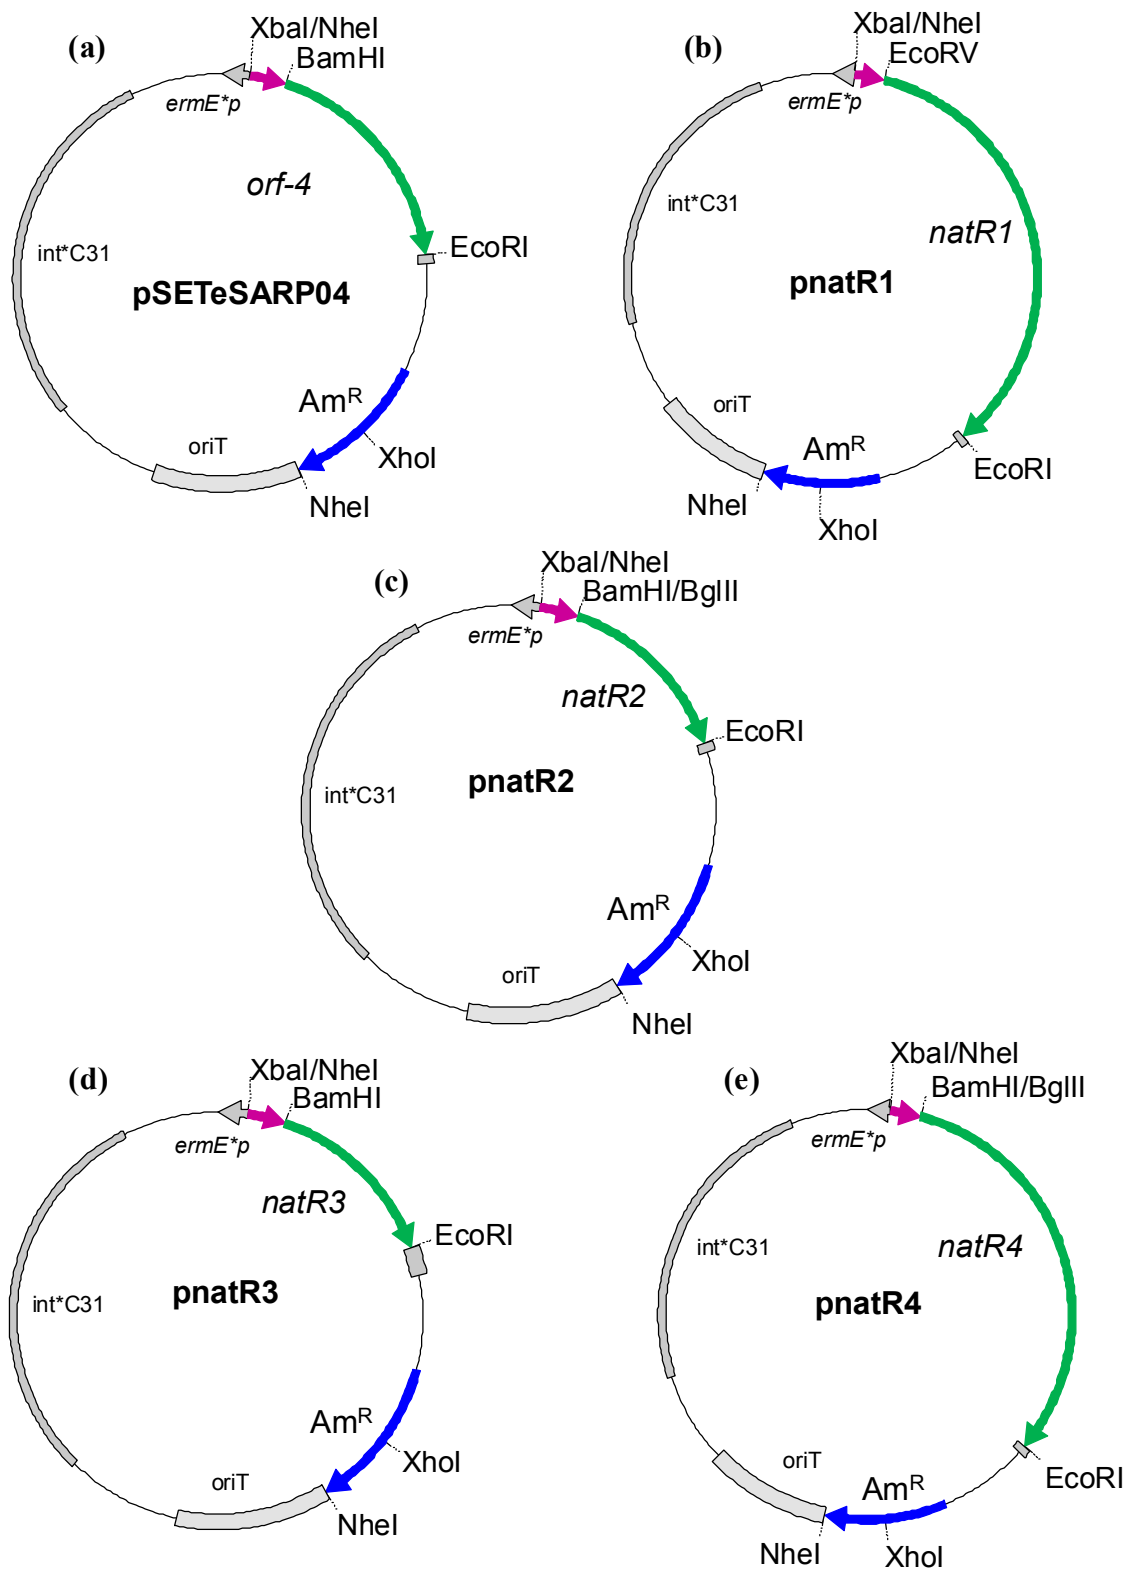 (a)
XbaI/NheI
BamHI
ermE*p
orf-4
int*C31
EcoRI
pSETeSARP04
AmR
oriT
XhoI
NheI
(b)
XbaI/NheI
EcoRV
ermE*p
int*C31
natR1
pnatR1
oriT
AmR
EcoRI
NheI
XhoI
(c)
XbaI/NheI
BamHI/BglII
ermE*p
natR2
EcoRI
pnatR2
int*C31
AmR
XhoI
oriT
NheI
(d)
XbaI/NheI
BamHI
ermE*p
natR3
EcoRI
pnatR3
int*C31
AmR
XhoI
oriT
NheI
(e)
XbaI/NheI
BamHI/BglII
ermE*p
int*C31
natR4
pnatR4
oriT
AmR
EcoRI
NheI
XhoI